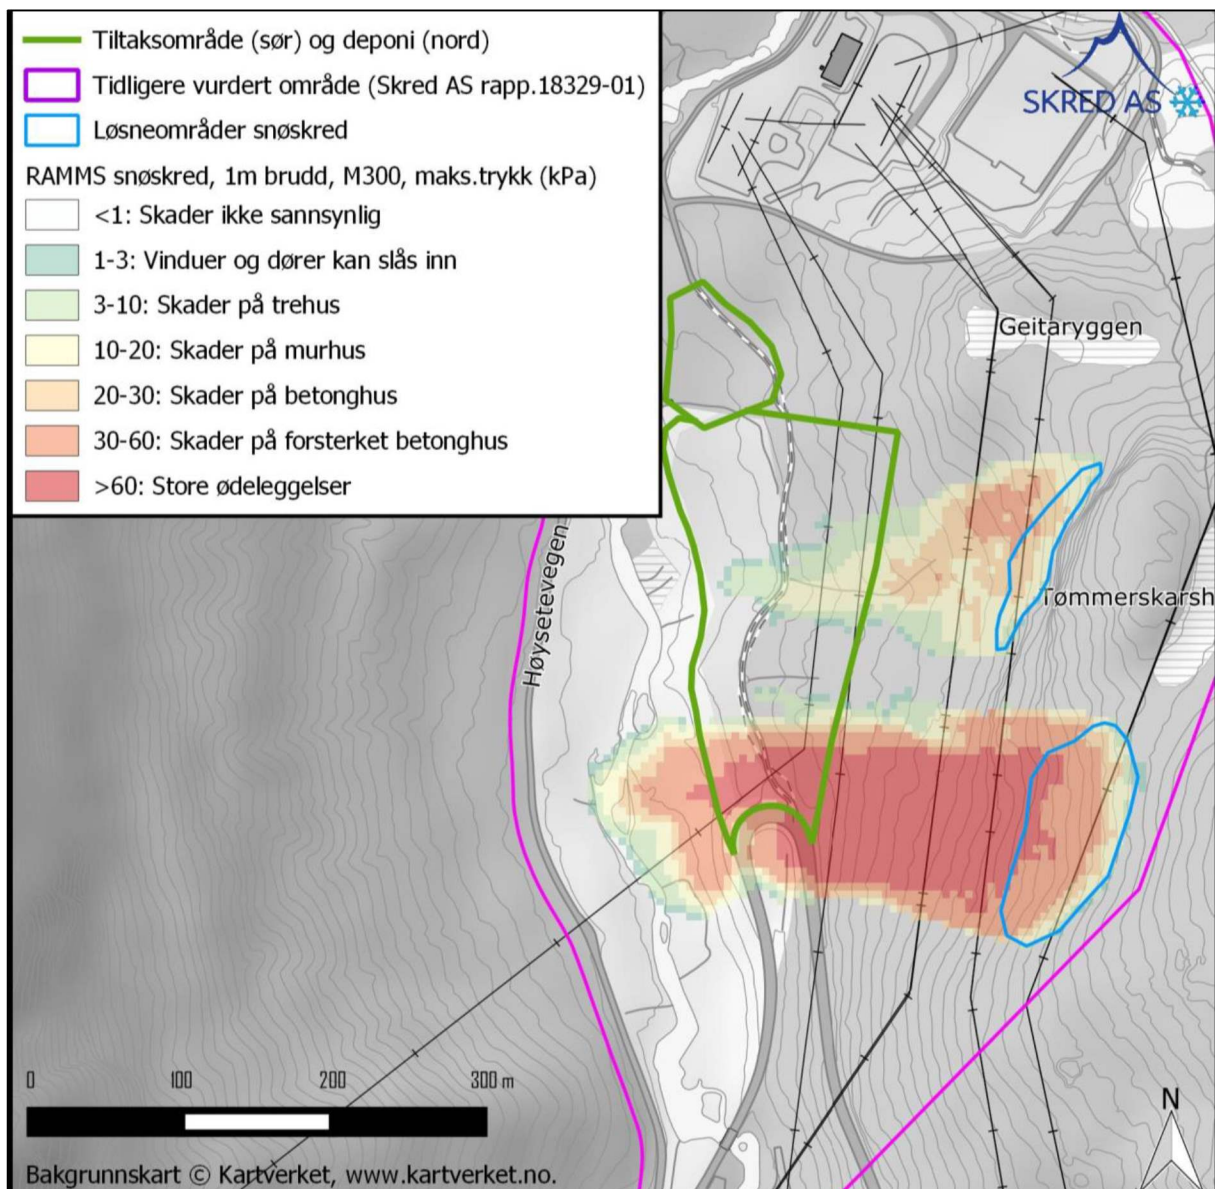 Tiltaksområde (sør) og deponi (nord)
Tidligere vurdert område (Skred AS rapp.18329-01)
Løsneområder snøskred
RAMMS snøskred, 1m brudd, M300, maks.trykk (kPa)
<1: Skader ikke sannsynlig
1-3: Vinduer og dører kan slås inn
3-10: Skader på trehus
10-20: Skader på murhus
20-30: Skader på betonghus
30-60: Skader på forsterket betonghus
>60: Store ødeleggelser
SKRED AS
Geitaryggen
Tømmerskarsh
Høysetevegen
0 100 200 300 m
N
Bakgrunnskart © Kartverket, www.kartverket.no.